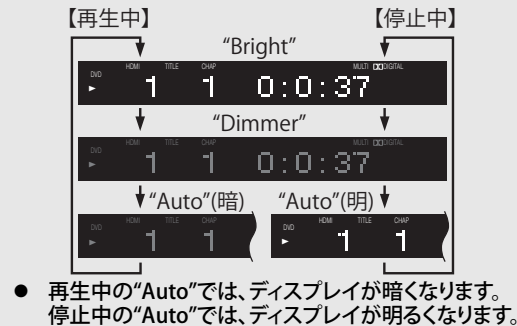 【再生中】 【停止中】
“Bright”
HDMI TITLE CHAP MULTI DIGITAL
DVD 1 1 0:0:37
“Dimmer”
HDMI TITLE CHAP MULTI DIGITAL
DVD 1 1 0:0:37
“Auto”(暗) “Auto”(明)
HDMI TITLE CHAP HDMI TITLE CHAP
DVD 1 1 DVD 1 1
● 再生中の“Auto”では、ディスプレイが暗くなります。
停止中の“Auto”では、ディスプレイが明るくなります。